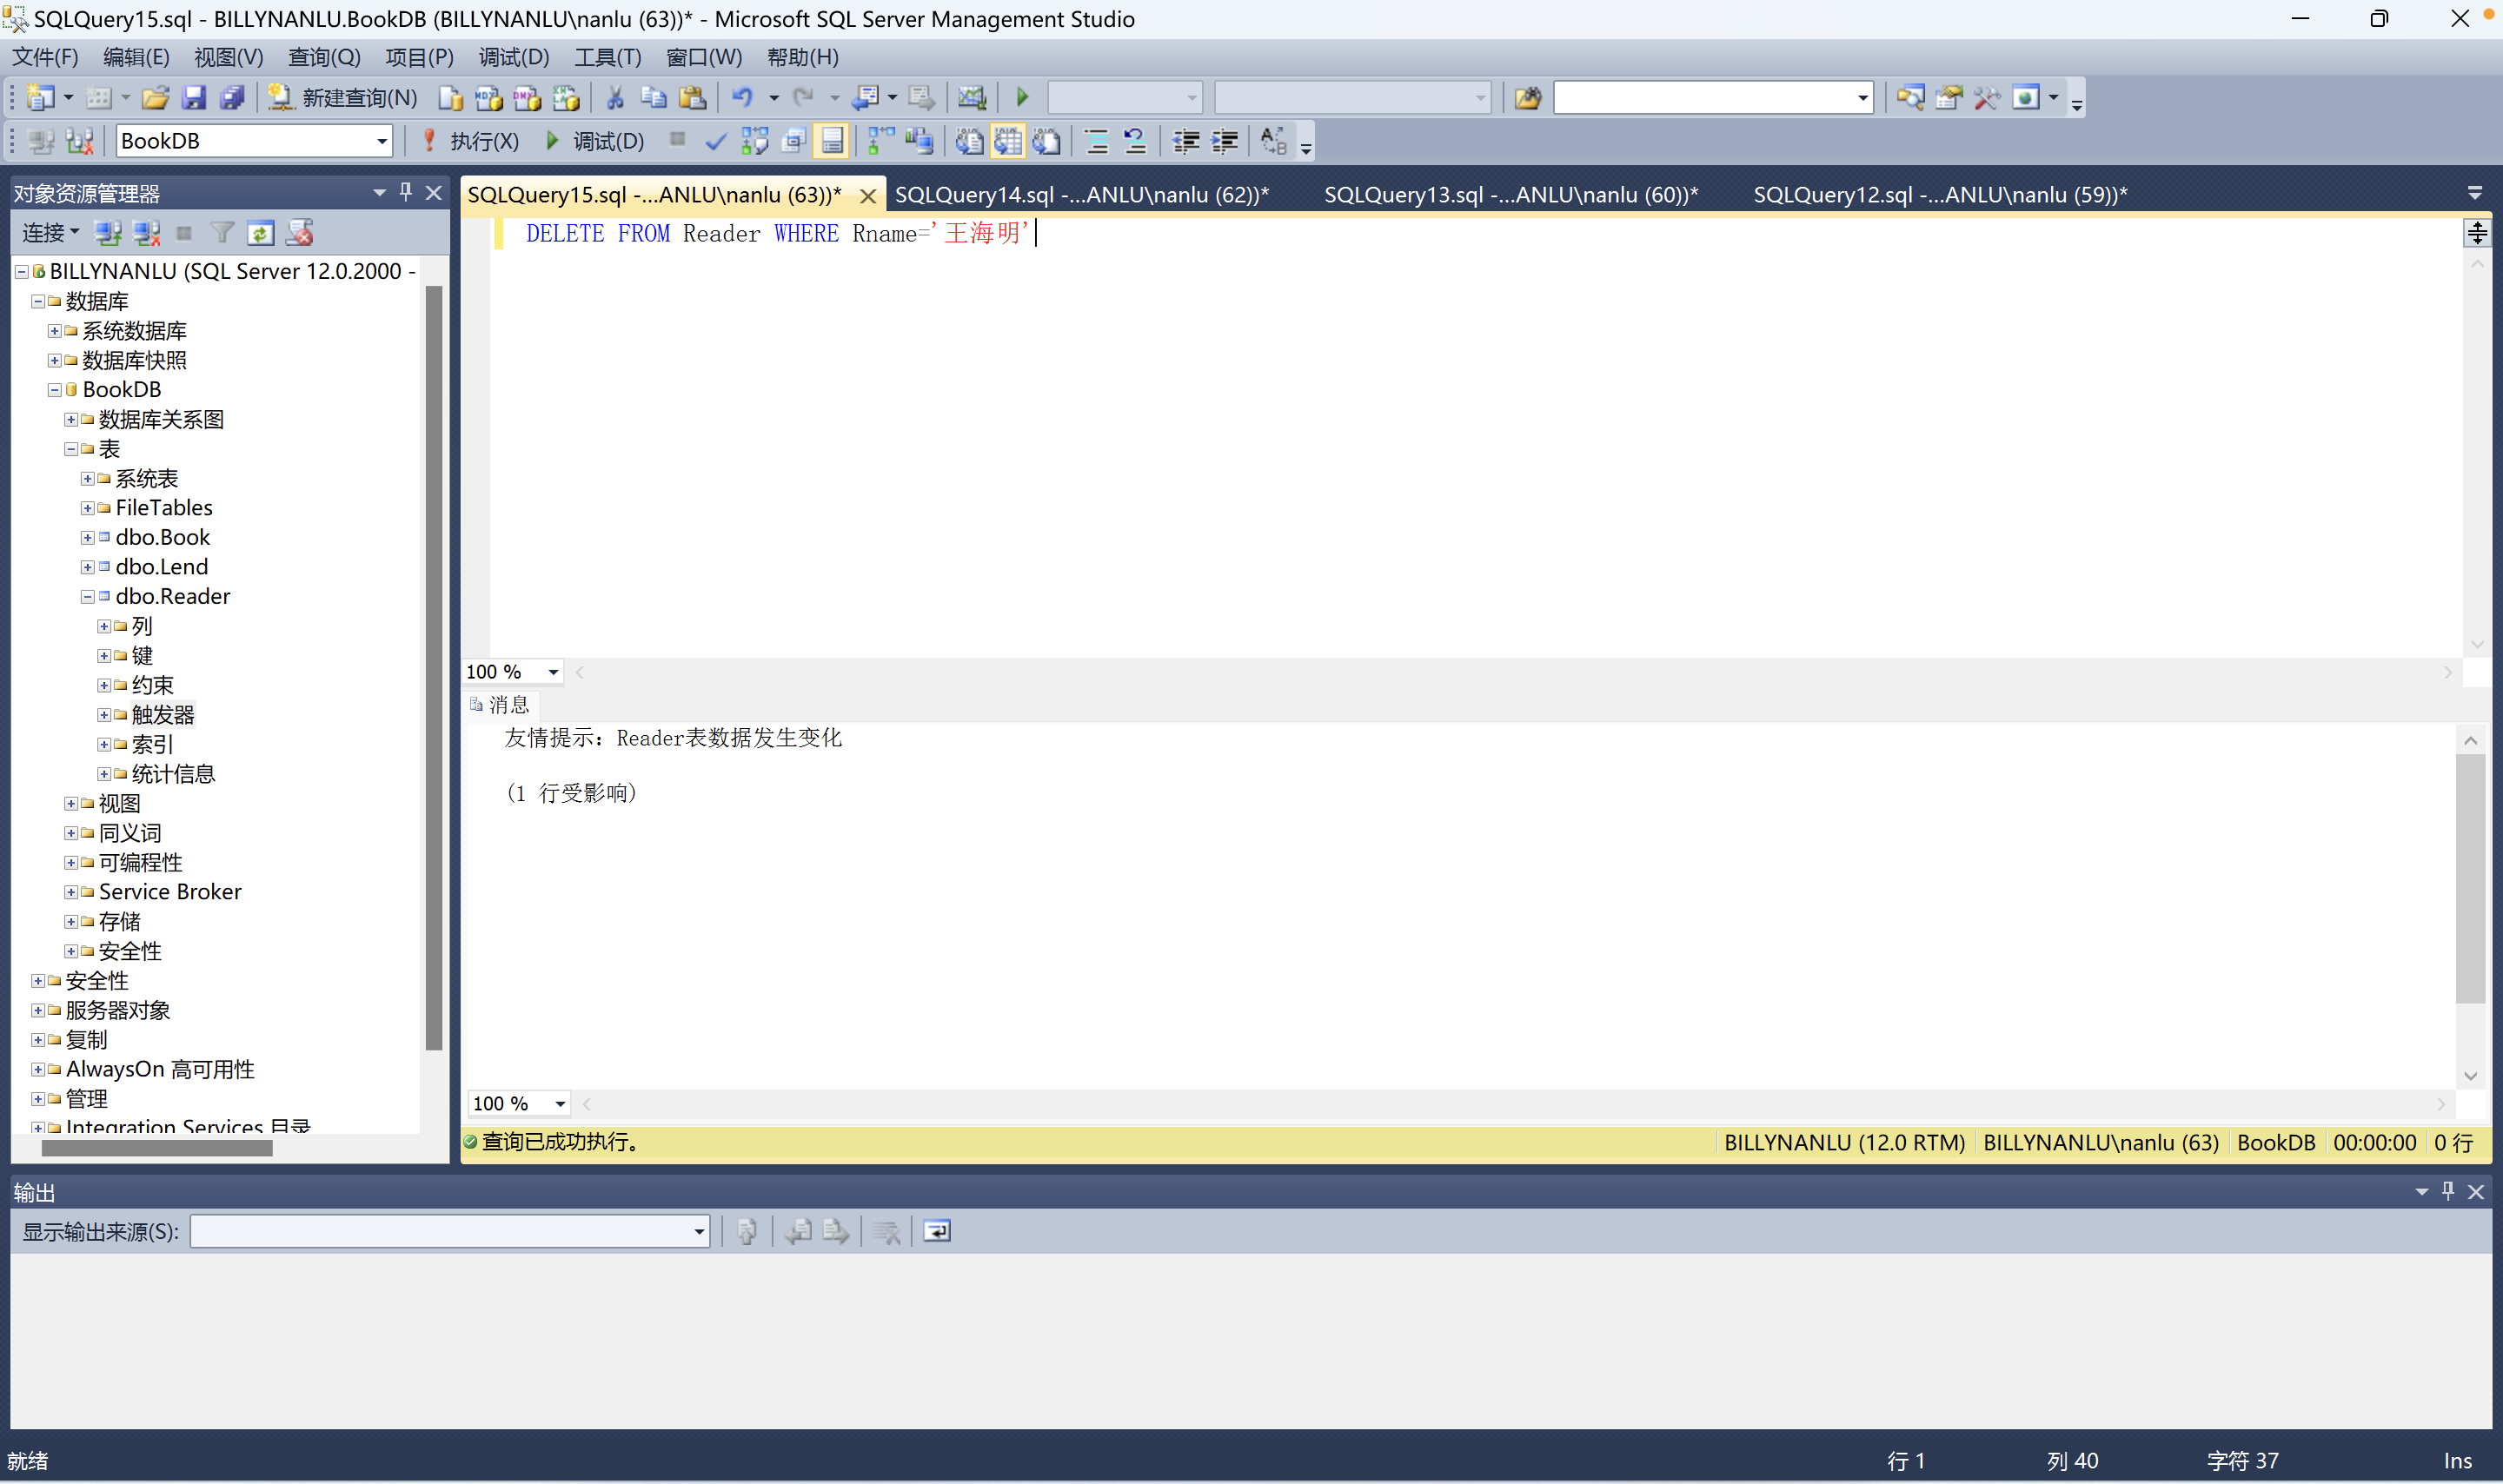 SQLQuery15.sql - BILLYNANLU.BookDB (BILLYNANLU\nanlu (63))* - Microsoft SQL Server Management Studio
文件(F) 编辑(E) 视图(V) 查询(Q) 项目(P) 调试(D) 工具(T) 窗口(W) 帮助(H)
新建查询(N)
BookDB 执行(X) 调试(D)
对象资源管理器
连接
BILLYNANLU (SQL Server 12.0.2000 -
数据库
系统数据库
数据库快照
BookDB
数据库关系图
表
系统表
FileTables
dbo.Book
dbo.Lend
dbo.Reader
列
键
约束
触发器
索引
统计信息
视图
同义词
可编程性
Service Broker
存储
安全性
安全性
服务器对象
复制
AlwaysOn 高可用性
管理
Integration Services 目录
SQLQuery15.sql -...ANLU\nanlu (63))* SQLQuery14.sql -...ANLU\nanlu (62))* SQLQuery13.sql -...ANLU\nanlu (60))* SQLQuery12.sql -...ANLU\nanlu (59))*
DELETE FROM Reader WHERE Rname='王海明'
100 %
消息
友情提示：Reader表数据发生变化
(1 行受影响)
100 %
查询已成功执行。 BILLYNANLU (12.0 RTM) BILLYNANLU\nanlu (63) BookDB 00:00:00 0 行
输出
显示输出来源(S):
就绪 行 1 列 40 字符 37 Ins